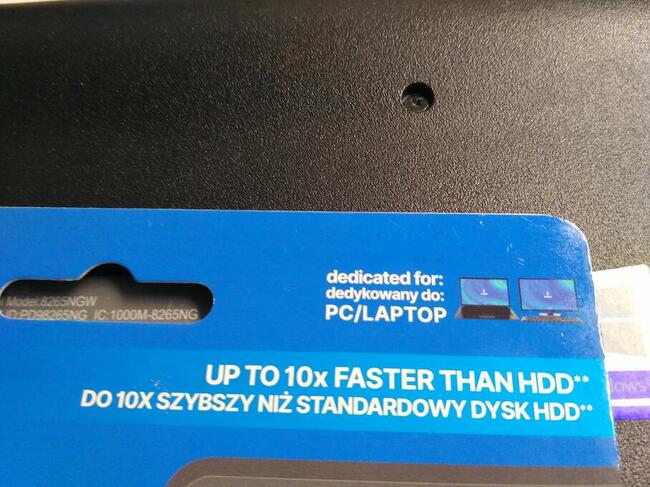 dedicated for:
dedykowany do:
PC/LAPTOP
Model:8265NGW
D:PD98265NG IC:1000M-8265NG
UP TO 10x FASTER THAN HDD**
DO 10X SZYBSZY NIŻ STANDARDOWY DYSK HDD**
ows